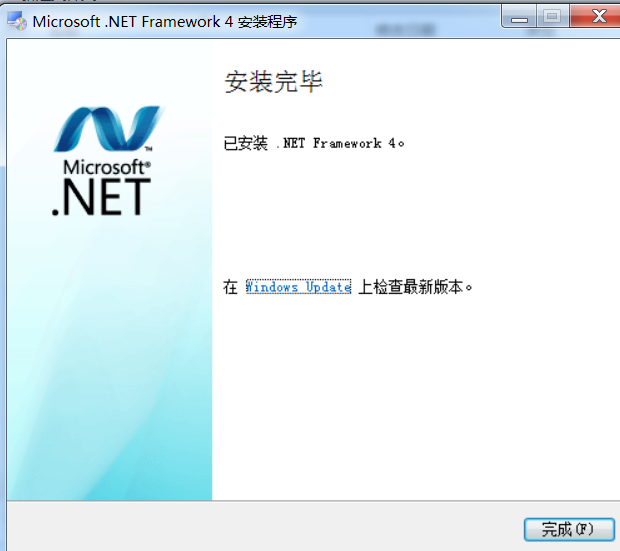 Microsoft .NET Framework 4 安装程序
安装完毕
已安装 .NET Framework 4。
Microsoft®
.NET
TM
在 Windows Update 上检查最新版本。
完成(F)